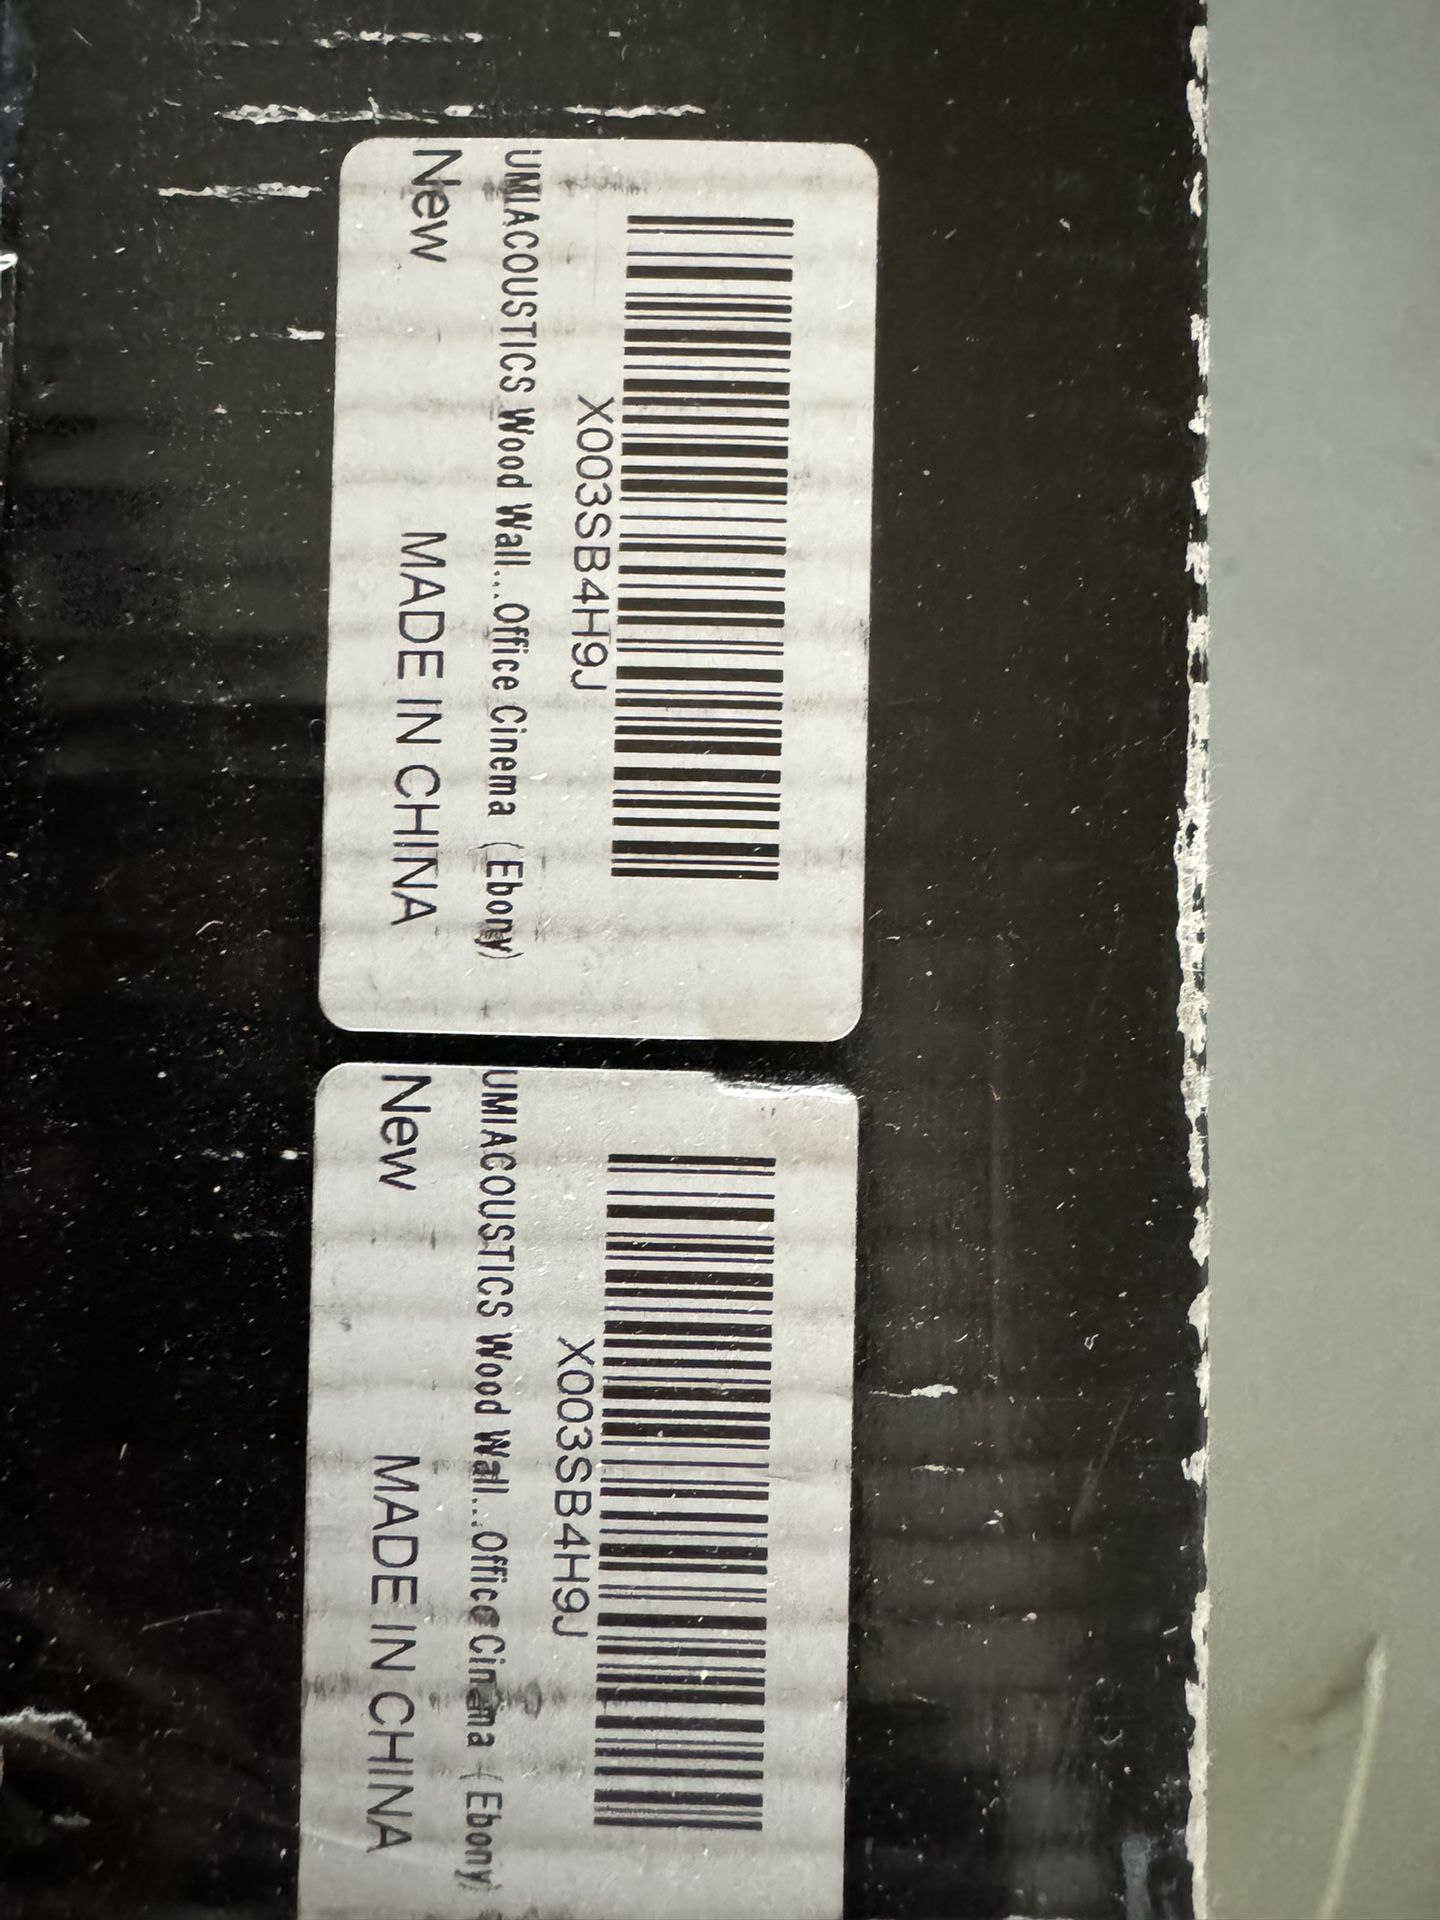 X003SB4H9J
UMIACOUSTICS Wood Wall...Office Cinema (Ebony)
New
MADE IN CHINA
X003SB4H9J
UMIACOUSTICS Wood Wall...Office Cinema (Ebony)
New
MADE IN CHINA